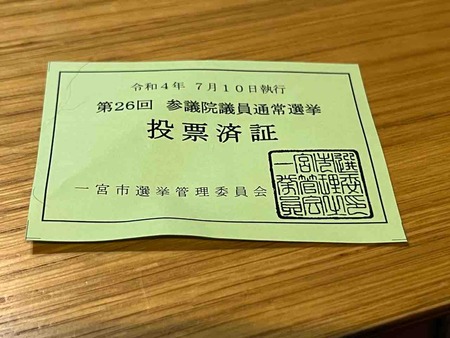 令和4年 7月10日執行
第26回 参議院議員通常選挙
投票済証
一宮市選挙管理委員会